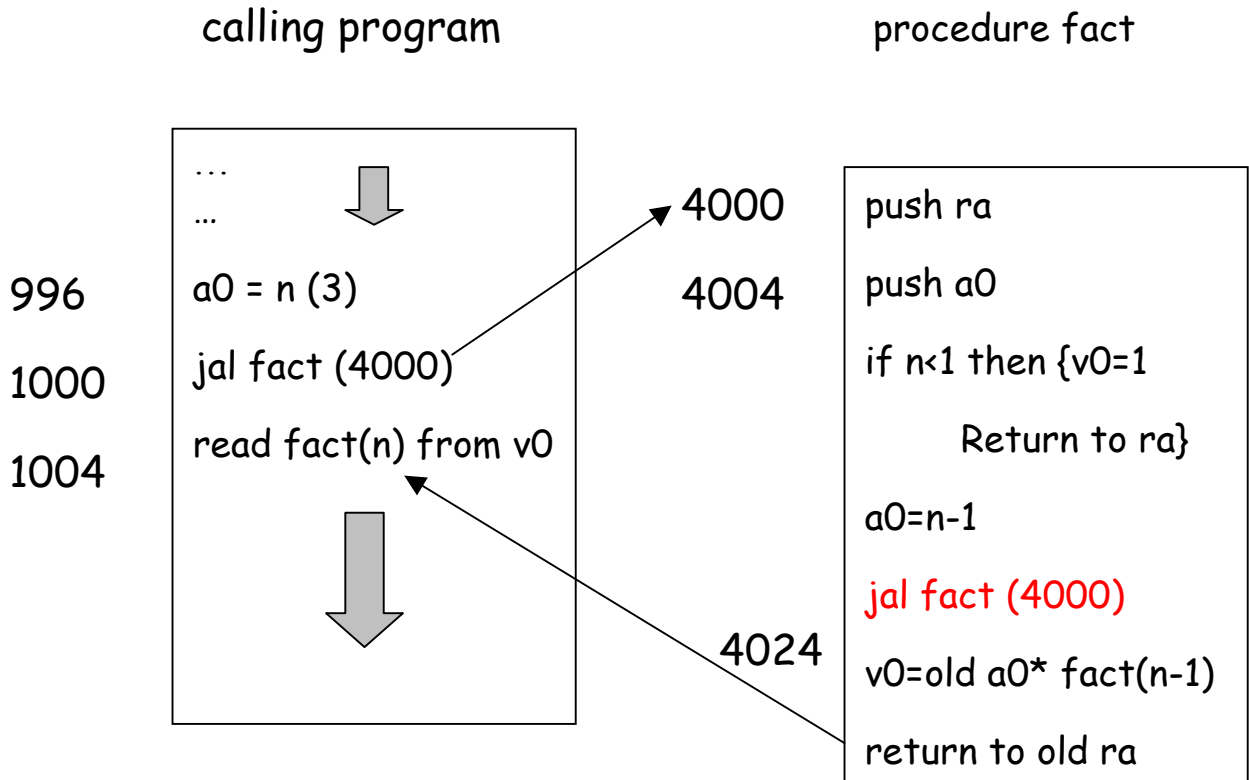 calling program
procedure fact
...
...
996
a0 = n (3)
1000
jal fact (4000)
1004
read fact(n) from v0
4000
push ra
4004
push a0
if n<1 then {v0=1
Return to ra}
a0=n-1
jal fact (4000)
4024
v0=old a0* fact(n-1)
return to old ra